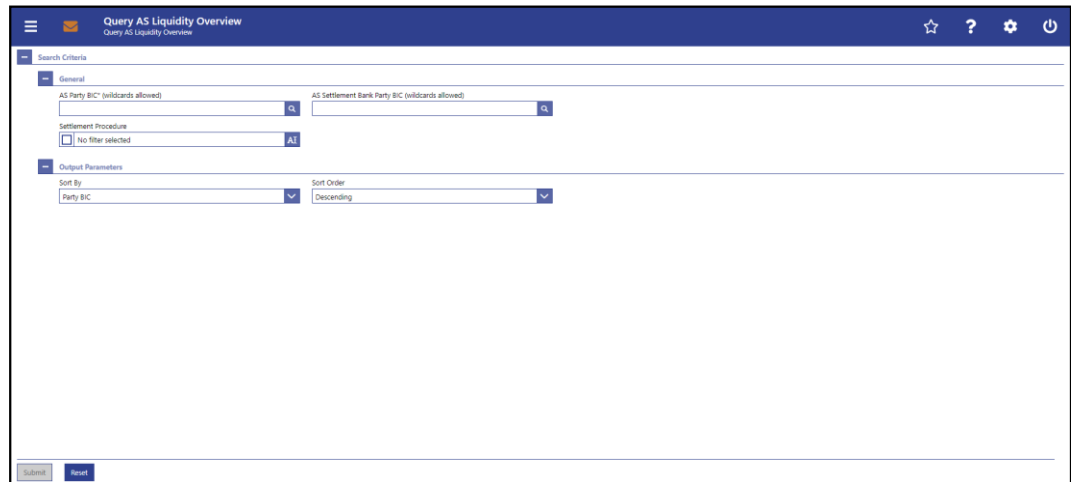 Query AS Liquidity Overview
Query AS Liquidity Overview
Search Criteria
General
AS Party BIC* (wildcards allowed) AS Settlement Bank Party BIC (wildcards allowed)
Settlement Procedure
No filter selected
Output Parameters
Sort By Sort Order
Party BIC Descending
Submit Reset